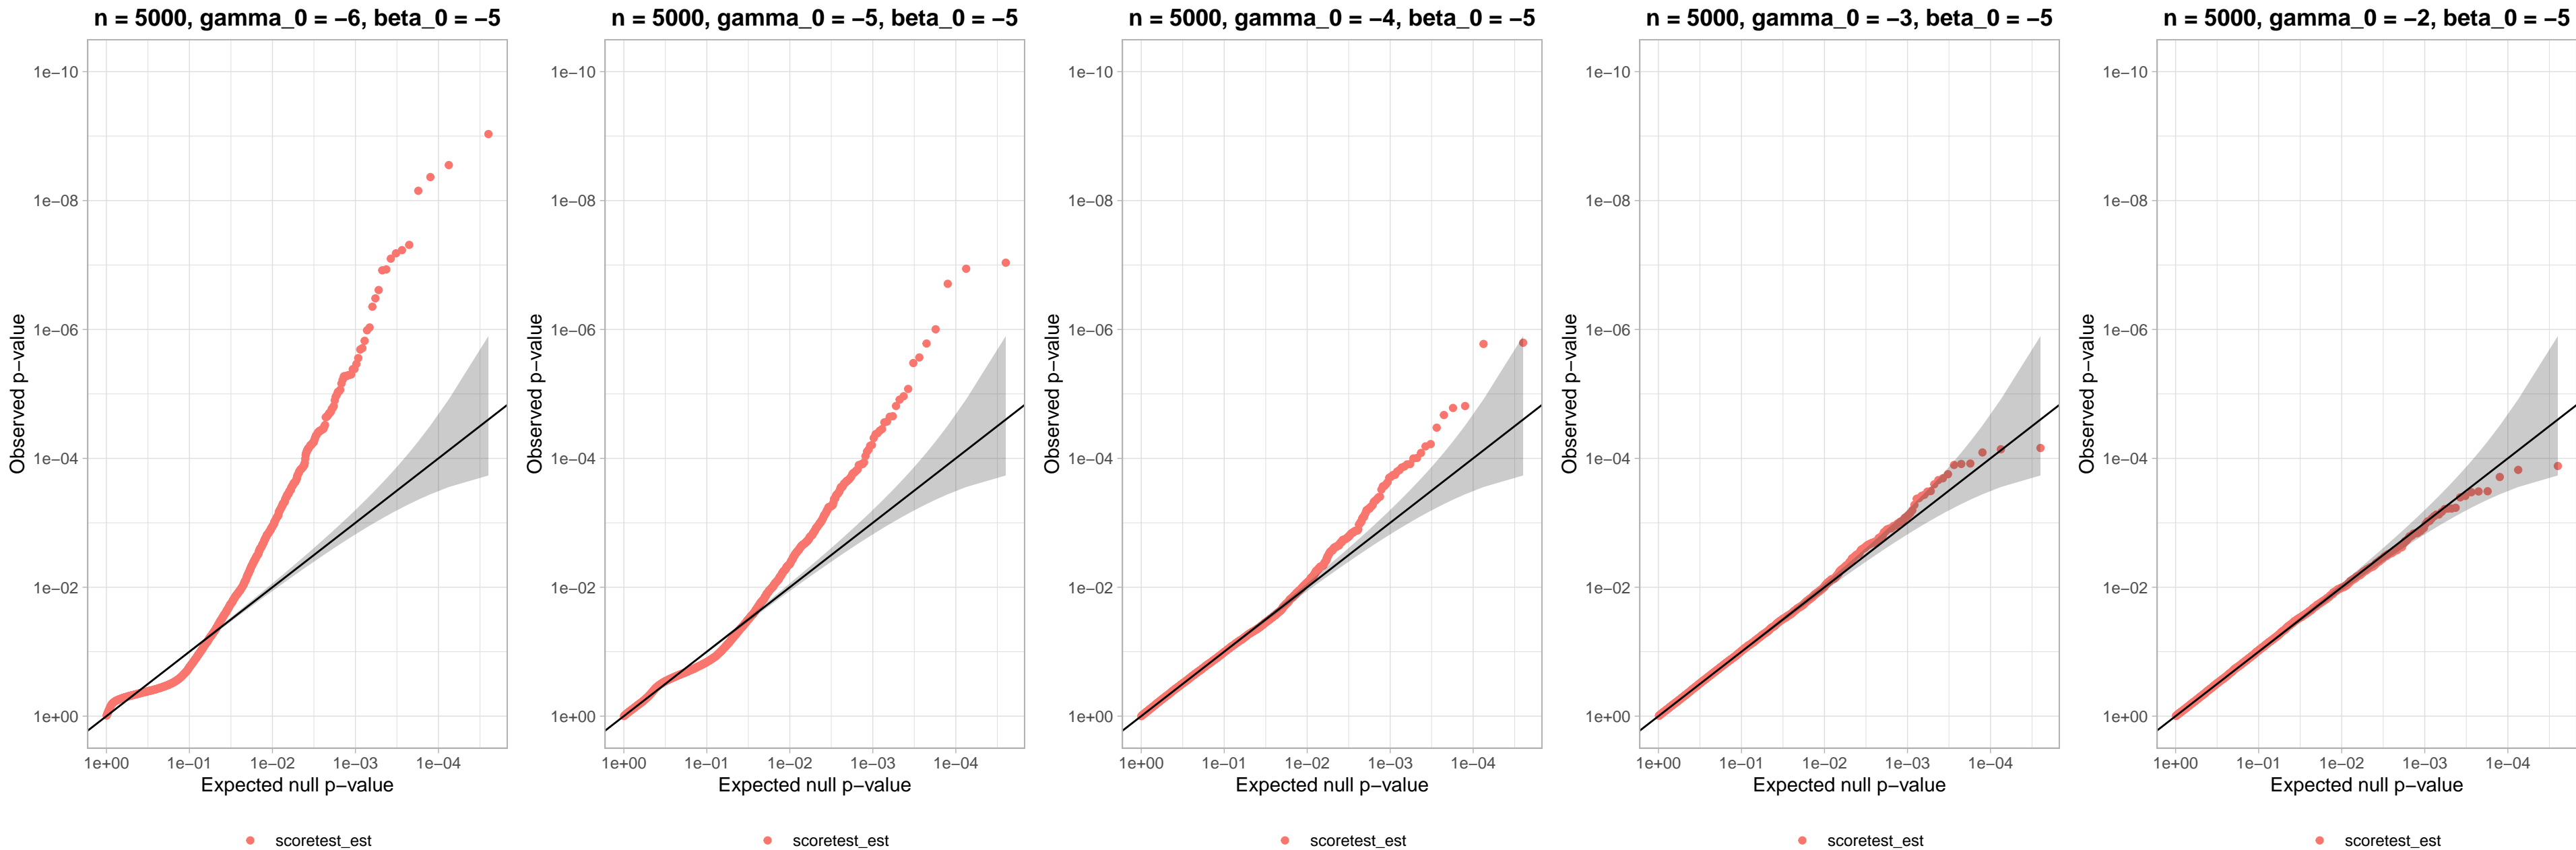 n = 5000, gamma_0 = −6, beta_0 = −5
1e−10
1e−08
1e−06
1e−04
1e−02
1e+00
Observed p−value
1e+00 1e−01 1e−02 1e−03 1e−04
Expected null p−value
scoretest_est
n = 5000, gamma_0 = −5, beta_0 = −5
1e−10
1e−08
1e−06
1e−04
1e−02
1e+00
Observed p−value
1e+00 1e−01 1e−02 1e−03 1e−04
Expected null p−value
scoretest_est
n = 5000, gamma_0 = −4, beta_0 = −5
1e−10
1e−08
1e−06
1e−04
1e−02
1e+00
Observed p−value
1e+00 1e−01 1e−02 1e−03 1e−04
Expected null p−value
scoretest_est
n = 5000, gamma_0 = −3, beta_0 = −5
1e−10
1e−08
1e−06
1e−04
1e−02
1e+00
Observed p−value
1e+00 1e−01 1e−02 1e−03 1e−04
Expected null p−value
scoretest_est
n = 5000, gamma_0 = −2, beta_0 = −5
1e−10
1e−08
1e−06
1e−04
1e−02
1e+00
Observed p−value
1e+00 1e−01 1e−02 1e−03 1e−04
Expected null p−value
scoretest_est